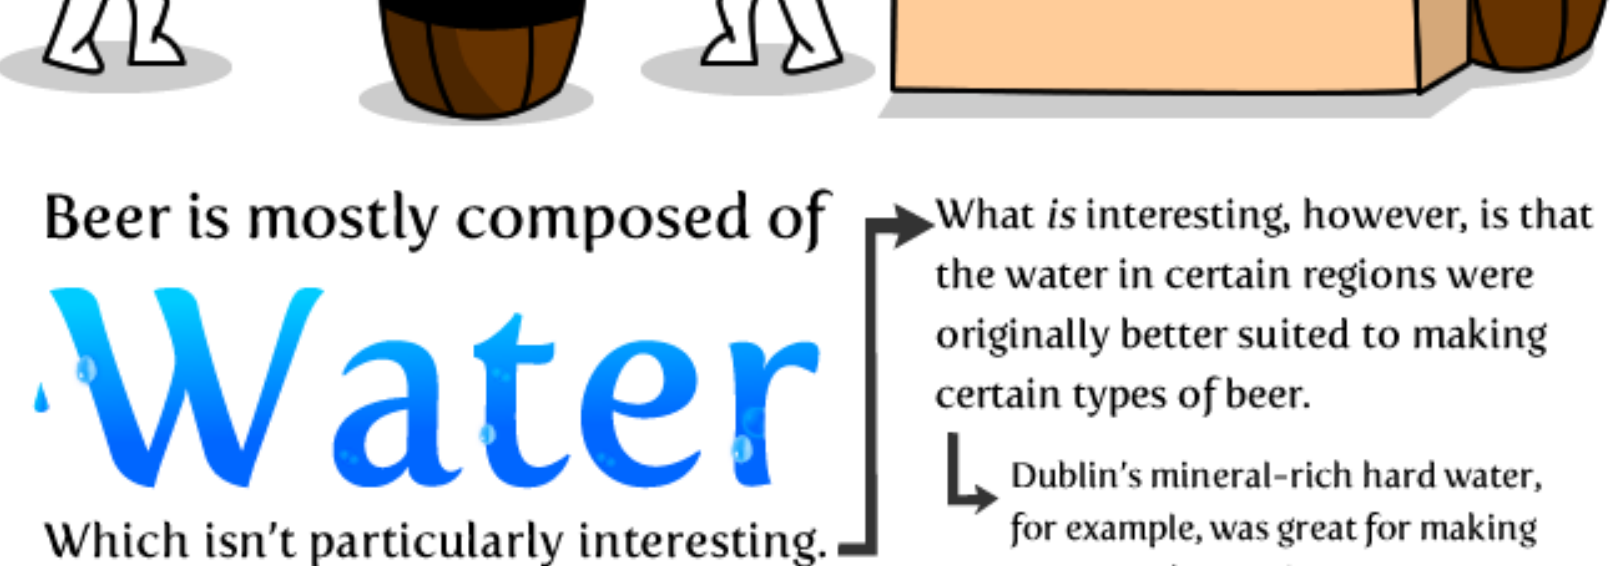 Beer is mostly composed of
Water
Which isn't particularly interesting.
What is interesting, however, is that
the water in certain regions were
originally better suited to making
certain types of beer.
Dublin's mineral-rich hard water,
for example, was great for making